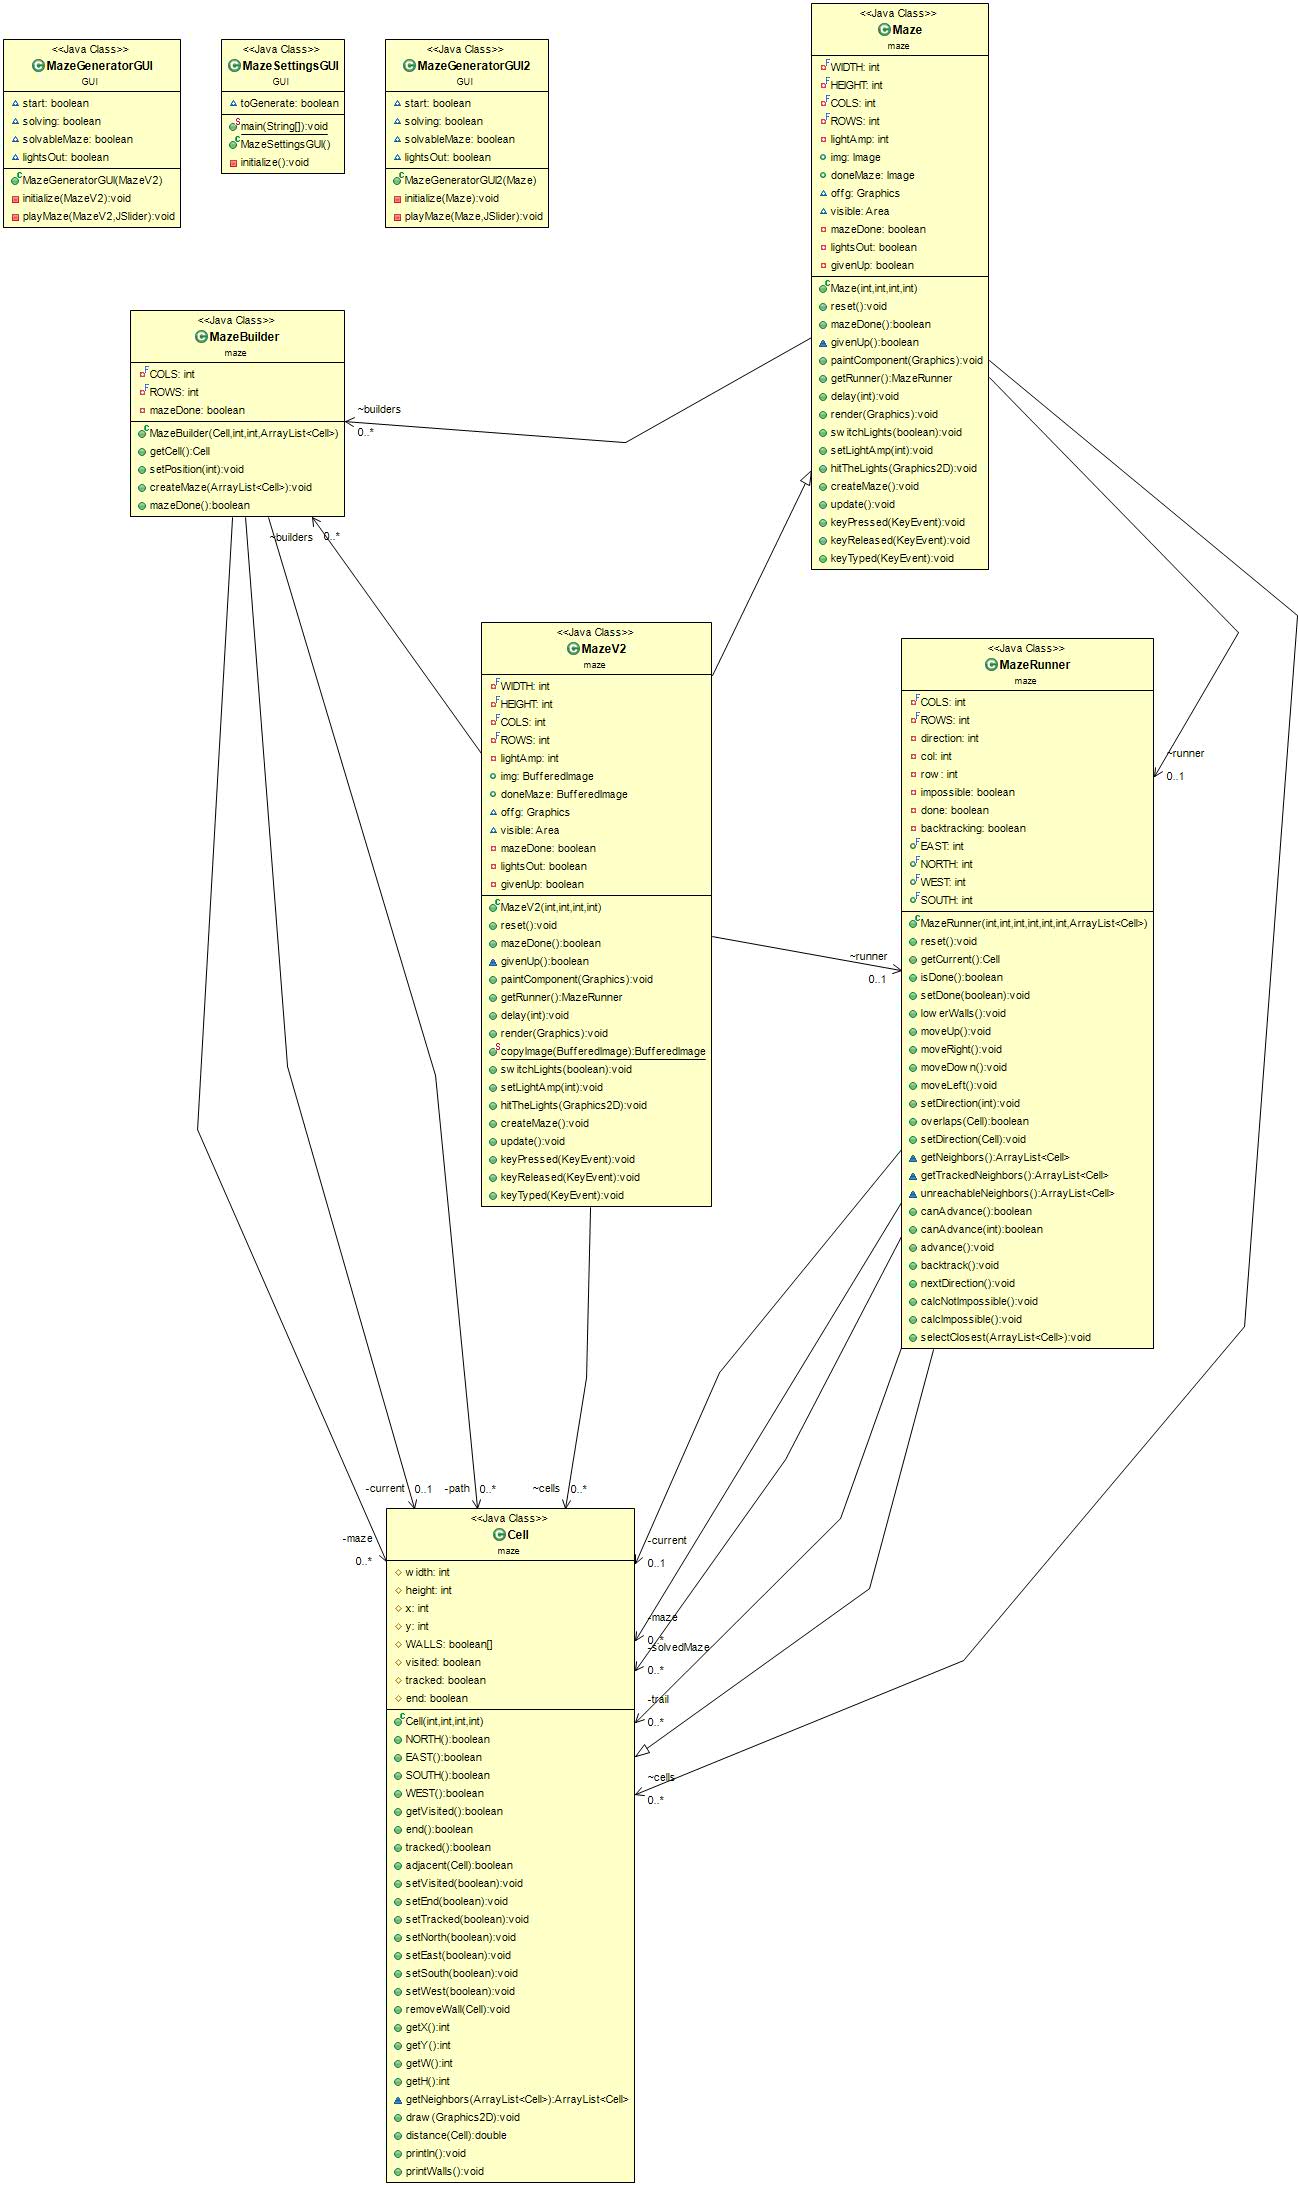 <<Java Class>>
MazeGeneratorGUI
GUI
start: boolean
solving: boolean
solvableMaze: boolean
lightsOut: boolean
MazeGeneratorGUI(MazeV2)
initialize(MazeV2):void
playMaze(MazeV2,JSlider):void
<<Java Class>>
MazeSettingsGUI
GUI
toGenerate: boolean
main(String[]):void
MazeSettingsGUI()
initialize():void
<<Java Class>>
MazeGeneratorGUI2
GUI
start: boolean
solving: boolean
solvableMaze: boolean
lightsOut: boolean
MazeGeneratorGUI2(Maze)
initialize(Maze):void
playMaze(Maze,JSlider):void
<<Java Class>>
Maze
maze
WIDTH: int
HEIGHT: int
COLS: int
ROWS: int
lightAmp: int
img: Image
doneMaze: Image
offg: Graphics
visible: Area
mazeDone: boolean
lightsOut: boolean
givenUp: boolean
Maze(int,int,int,int)
reset():void
mazeDone():boolean
givenUp():boolean
paintComponent(Graphics):void
getRunner():MazeRunner
delay(int):void
render(Graphics):void
switchLights(boolean):void
setLightAmp(int):void
hitTheLights(Graphics2D):void
createMaze():void
update():void
keyPressed(KeyEvent):void
keyReleased(KeyEvent):void
keyTyped(KeyEvent):void
<<Java Class>>
MazeBuilder
maze
COLS: int
ROWS: int
mazeDone: boolean
MazeBuilder(Cell,int,int,ArrayList<Cell>)
getCell():Cell
setPosition(int):void
createMaze(ArrayList<Cell>):void
mazeDone():boolean
~builders
0..*
~builders
0..*
<<Java Class>>
MazeV2
maze
WIDTH: int
HEIGHT: int
COLS: int
ROWS: int
lightAmp: int
img: BufferedImage
doneMaze: BufferedImage
offg: Graphics
visible: Area
mazeDone: boolean
lightsOut: boolean
givenUp: boolean
MazeV2(int,int,int,int)
reset():void
mazeDone():boolean
givenUp():boolean
paintComponent(Graphics):void
getRunner():MazeRunner
delay(int):void
render(Graphics):void
copyImage(BufferedImage):BufferedImage
switchLights(boolean):void
setLightAmp(int):void
hitTheLights(Graphics2D):void
createMaze():void
update():void
keyPressed(KeyEvent):void
keyReleased(KeyEvent):void
keyTyped(KeyEvent):void
<<Java Class>>
MazeRunner
maze
COLS: int
ROWS: int
direction: int
col: int
row: int
impossible: boolean
done: boolean
backtracking: boolean
EAST: int
NORTH: int
WEST: int
SOUTH: int
MazeRunner(int,int,int,int,int,int,ArrayList<Cell>)
reset():void
getCurrent():Cell
isDone():boolean
setDone(boolean):void
lowerWalls():void
moveUp():void
moveRight():void
moveDown():void
moveLeft():void
setDirection(int):void
overlaps(Cell):boolean
setDirection(Cell):void
getNeighbors():ArrayList<Cell>
getTrackedNeighbors():ArrayList<Cell>
unreachableNeighbors():ArrayList<Cell>
canAdvance():boolean
canAdvance(int):boolean
advance():void
backtrack():void
nextDirection():void
calcNotImpossible():void
calcImpossible():void
selectClosest(ArrayList<Cell>):void
~runner
0..1
~runner
0..1
-current
0..1
-path
0..*
~cells
0..*
-maze
0..*
<<Java Class>>
Cell
maze
width: int
height: int
x: int
y: int
WALLS: boolean[]
visited: boolean
tracked: boolean
end: boolean
Cell(int,int,int,int)
NORTH():boolean
EAST():boolean
SOUTH():boolean
WEST():boolean
getVisited():boolean
end():boolean
tracked():boolean
adjacent(Cell):boolean
setVisited(boolean):void
setEnd(boolean):void
setTracked(boolean):void
setNorth(boolean):void
setEast(boolean):void
setSouth(boolean):void
setWest(boolean):void
removeWall(Cell):void
getX():int
getY():int
getW():int
getH():int
getNeighbors(ArrayList<Cell>):ArrayList<Cell>
draw(Graphics2D):void
distance(Cell):double
println():void
printWalls():void
-current
0..1
-maze
0..*
-solvedMaze
0..*
-trail
0..*
~cells
0..*